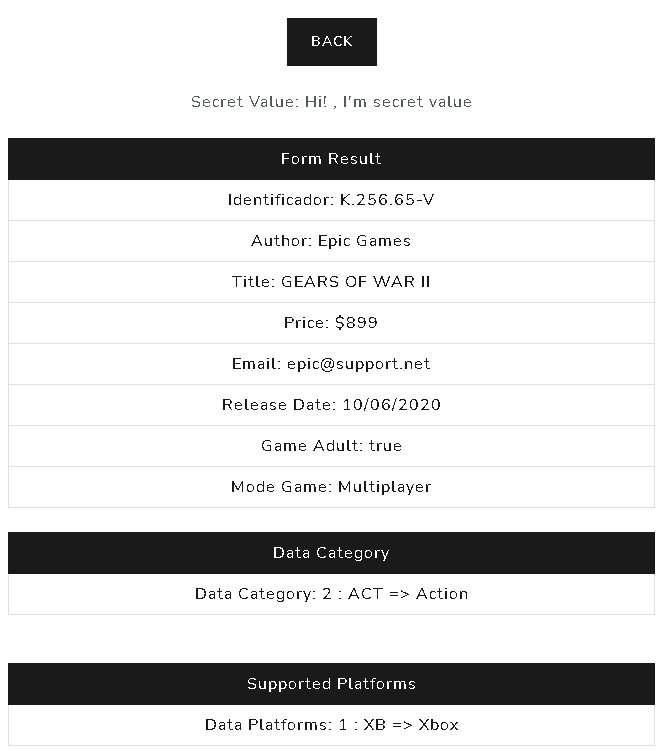 BACK
Secret Value: Hi! , I'm secret value
Form Result
Identificador: K.256.65-V
Author: Epic Games
Title: GEARS OF WAR II
Price: $899
Email: epic@support.net
Release Date: 10/06/2020
Game Adult: true
Mode Game: Multiplayer
Data Category
Data Category: 2 : ACT => Action
Supported Platforms
Data Platforms: 1 : XB => Xbox